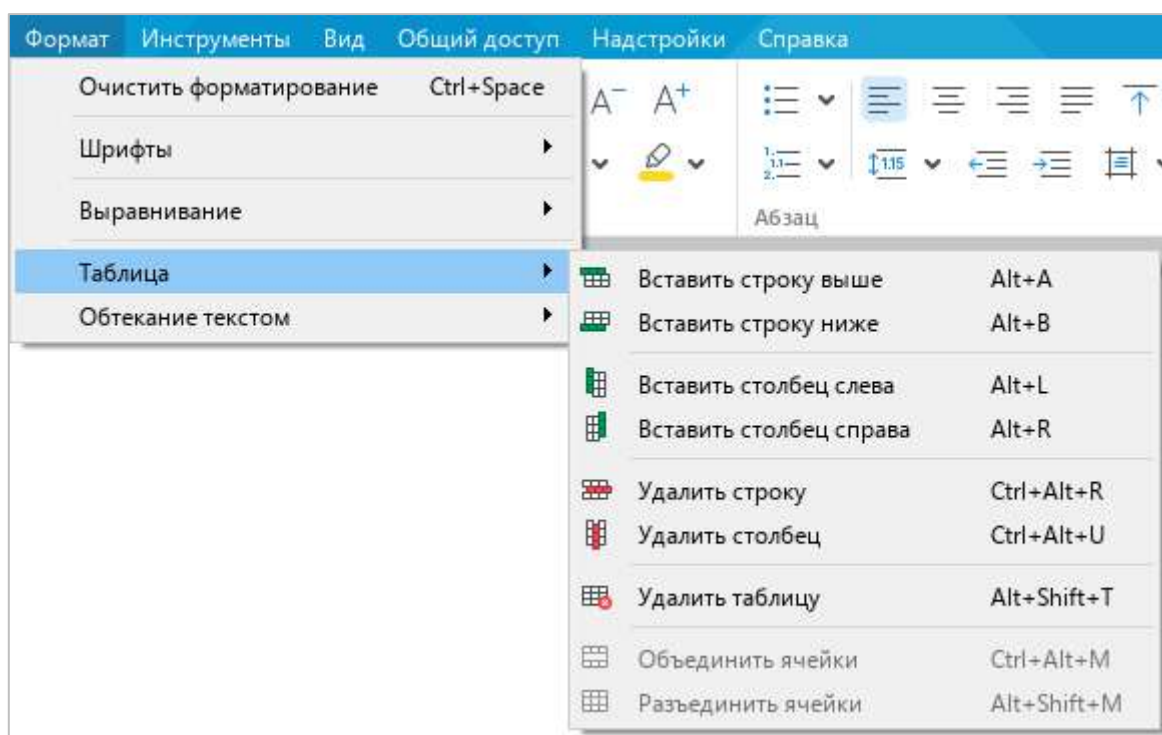 Формат Инструменты Вид Общий доступ Надстройки Справка
Очистить форматирование Ctrl+Space
Шрифты
Выравнивание
Таблица
Обтекание текстом
A⁻ A⁺
1.15
Абзац
Вставить строку выше Alt+A
Вставить строку ниже Alt+B
Вставить столбец слева Alt+L
Вставить столбец справа Alt+R
Удалить строку Ctrl+Alt+R
Удалить столбец Ctrl+Alt+U
Удалить таблицу Alt+Shift+T
Объединить ячейки Ctrl+Alt+M
Разъединить ячейки Alt+Shift+M